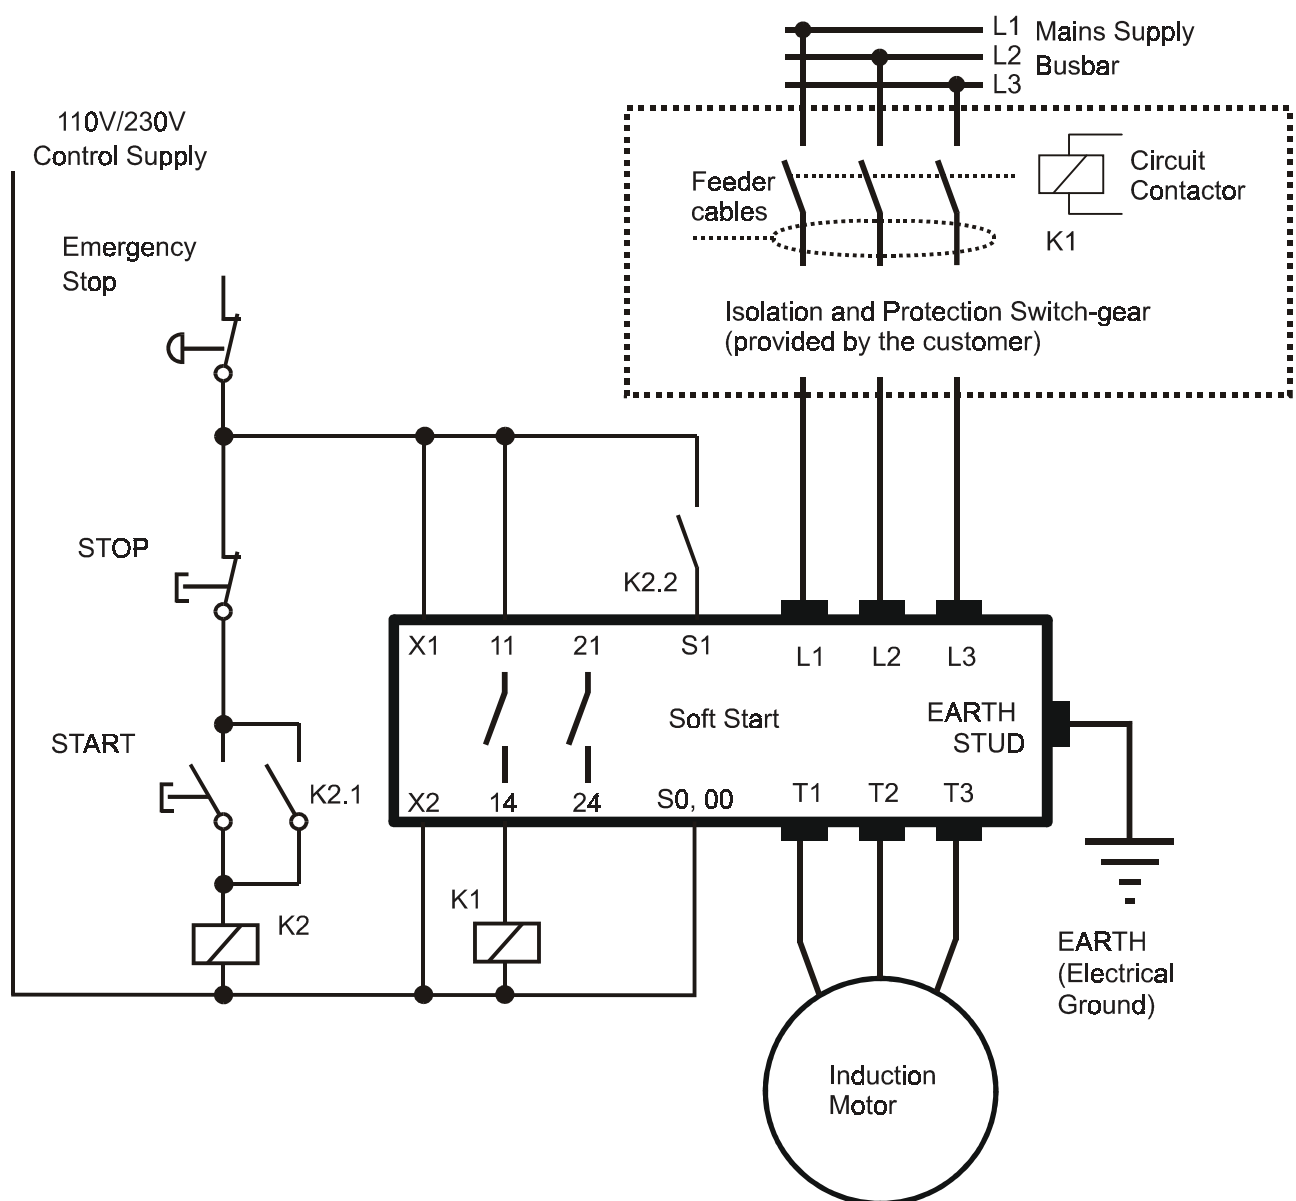 L1
Mains Supply
L2
Busbar
L3
110V/230V
Control Supply
Feeder
cables
Circuit
Contactor
K1
Emergency
Stop
Isolation and Protection Switch-gear
(provided by the customer)
STOP
K2.2
X1 11 21 S1 L1 L2 L3
Soft Start
EARTH
STUD
START
K2.1
X2 14 24 S0, 00 T1 T2 T3
K1
K2
EARTH
(Electrical
Ground)
Induction
Motor